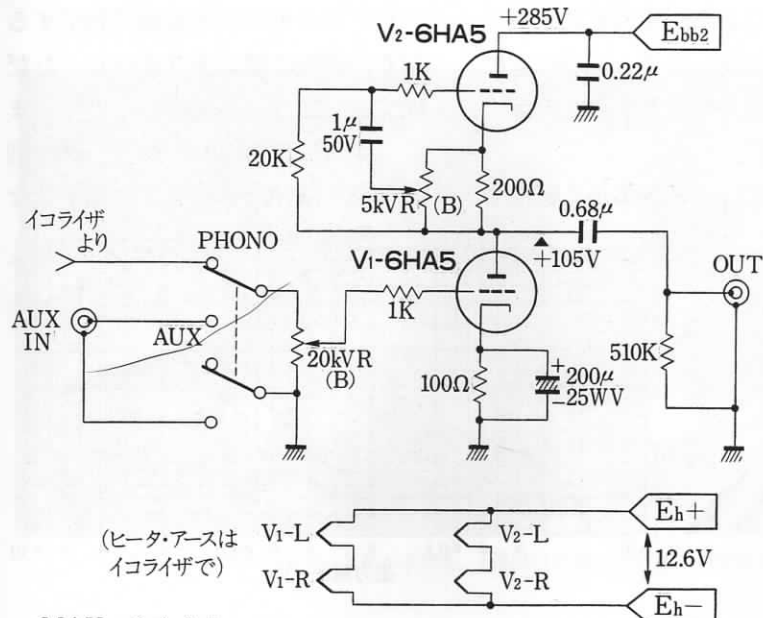 +285V
V2-6HA5
Ebb2
1K
0.22μ
1μ
50V
20K
5kVR
(B)
200Ω
0.68μ
イコライザ
より
PHONO
V1-6HA5
+105V
OUT
AUX
IN
AUX
1K
20kVR
(B)
510K
100Ω
+
200μ
−25WV
Eh+
(ヒータ・アースは
イコライザで)
V1-L
V2-L
12.6V
V1-R
V2-R
Eh−